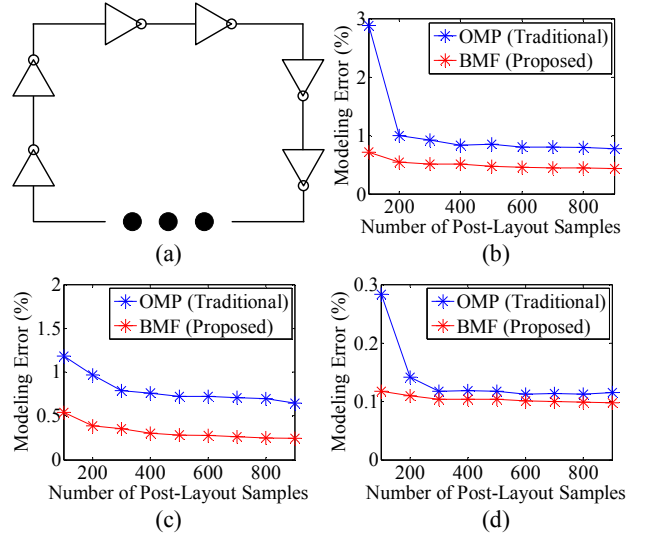 (a)
3
2
1
0
Modeling Error (%)
OMP (Traditional)
BMF (Proposed)
200 400 600 800
Number of Post-Layout Samples
(b)
2
1.5
1
0.5
0
Modeling Error (%)
OMP (Traditional)
BMF (Proposed)
200 400 600 800
Number of Post-Layout Samples
(c)
0.3
0.2
0.1
0
Modeling Error (%)
OMP (Traditional)
BMF (Proposed)
200 400 600 800
Number of Post-Layout Samples
(d)